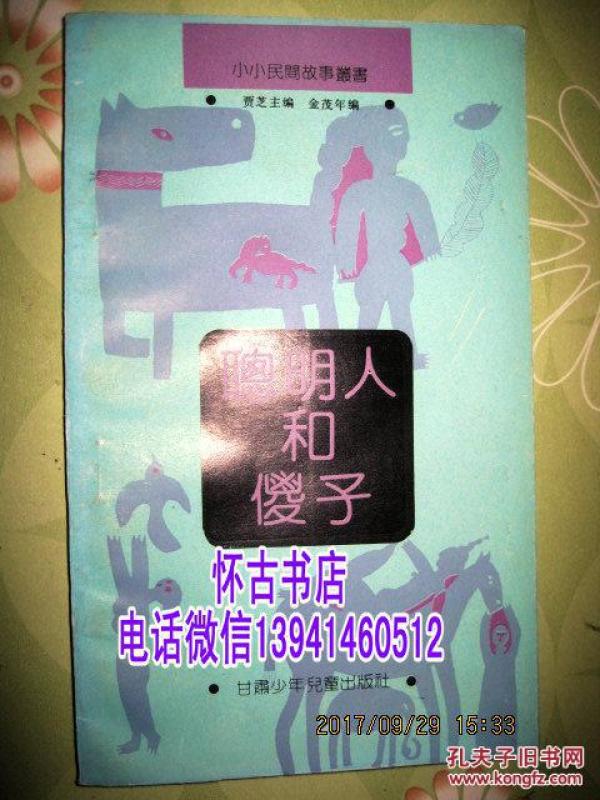 小小民間故事叢書
● 贾芝主编 金茂年编 ●
聰明人
和
傻子
怀古书店
电话微信13941460512
● 甘肅少年兒童出版社 ●
2017/09/29 15:33
孔夫子旧书网
www.kongfz.com